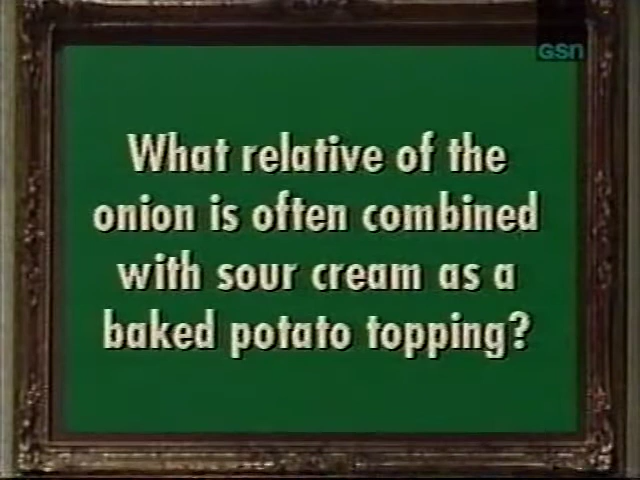 GSN
What relative of the
onion is often combined
with sour cream as a
baked potato topping?